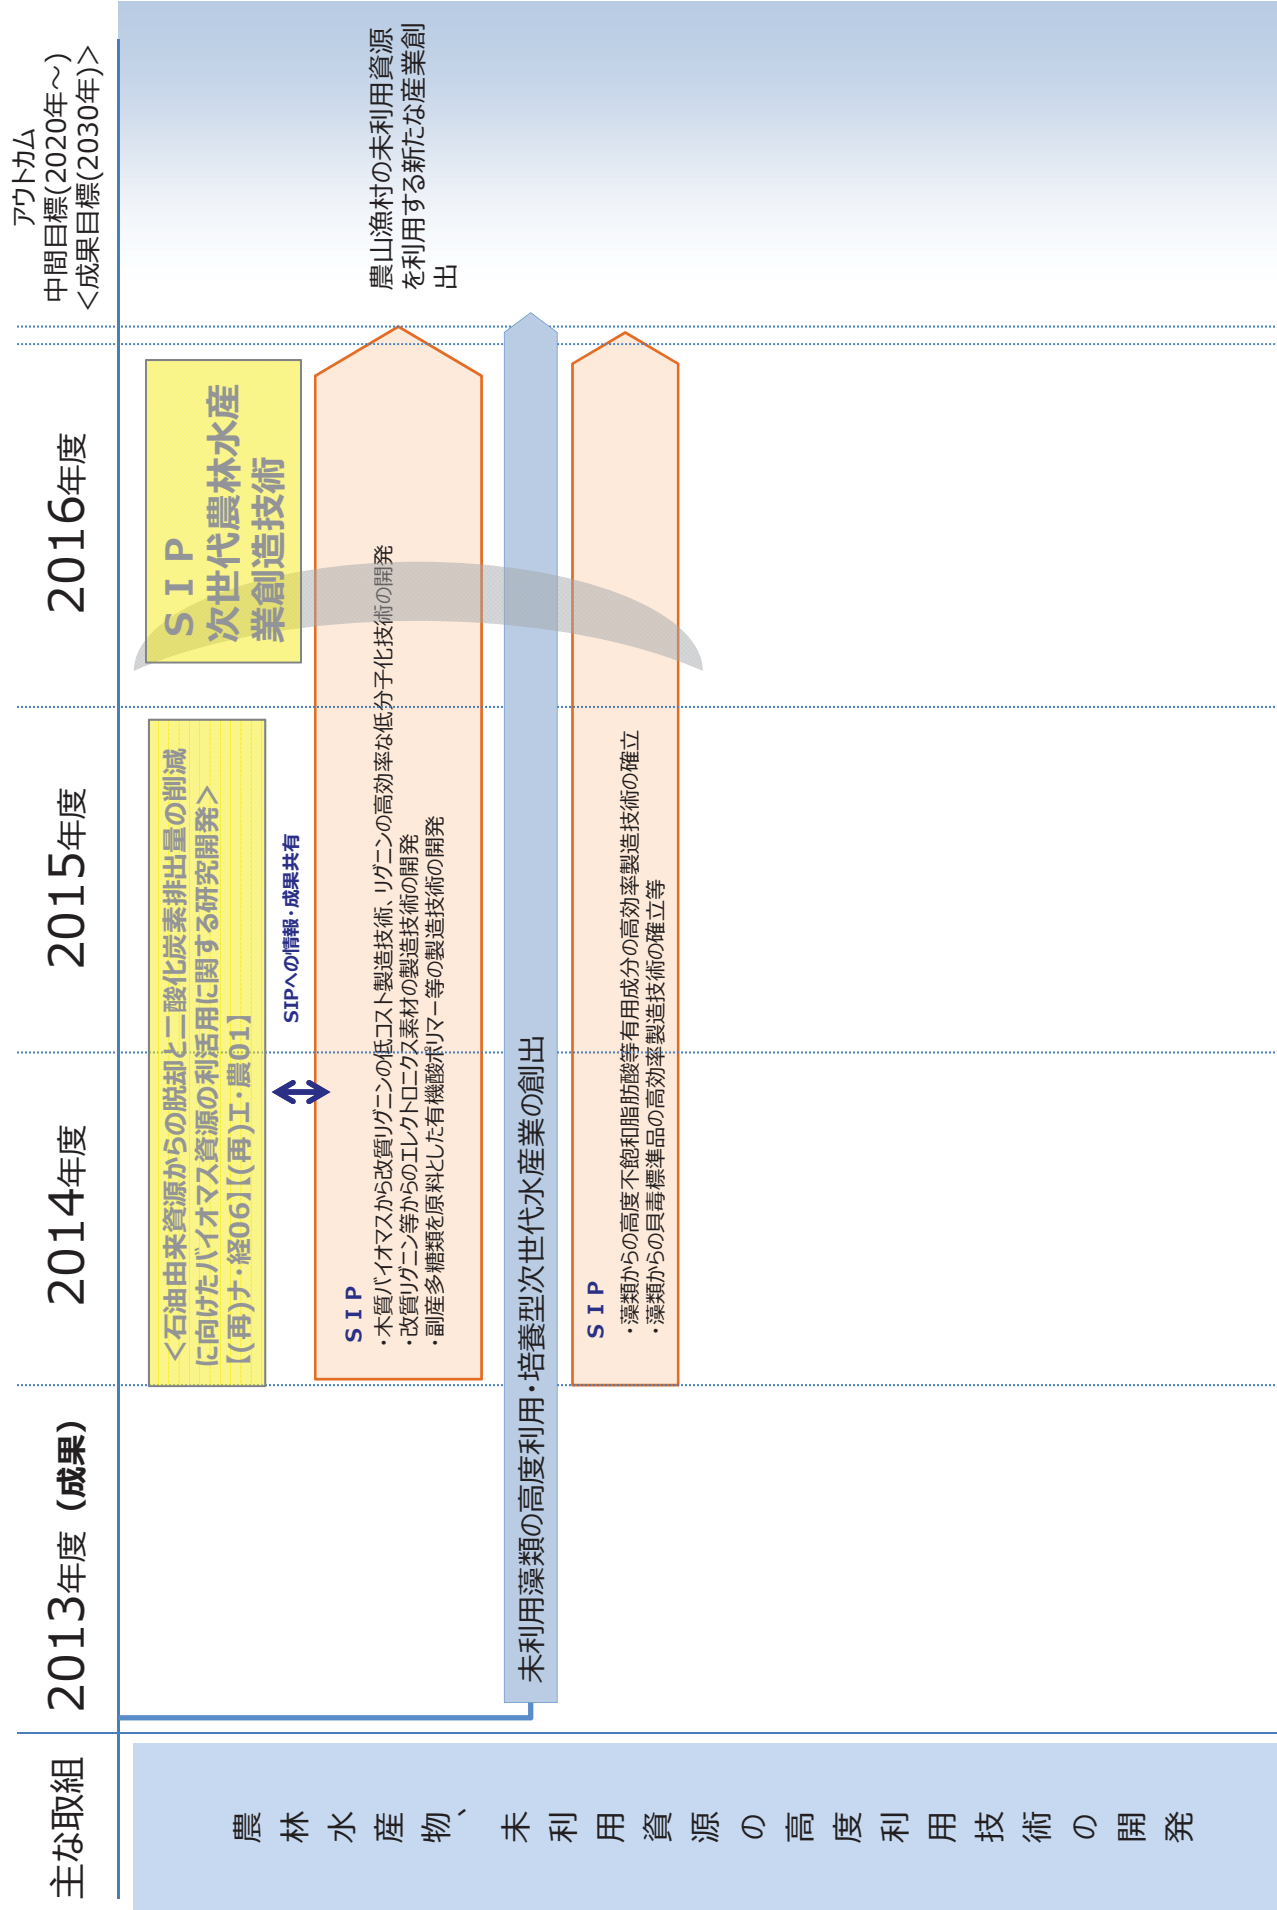 主な取組
2013年度（成果）
2014年度
2015年度
2016年度
アウトカム
中間目標(2020年～)
＜成果目標(2030年)＞
農林水産物、未利用資源の高度利用技術の開発
＜石油由来資源からの脱却と二酸化炭素排出量の削減
に向けたバイオマス資源の利活用に関する研究開発＞
【(再)ナ・経06】【(再)エ・農01】
ＳＩＰ
次世代農林水産
業創造技術
SIPへの情報・成果共有
ＳＩＰ
・木質バイオマスから改質リグニンの低コスト製造技術、リグニンの高効率な低分子化技術の開発
・改質リグニン等からのエレクトロニクス素材の製造技術の開発
・副産多糖類を原料とした有機酸ポリマー等の製造技術の開発
農山漁村の未利用資源
を利用する新たな産業創
出
未利用藻類の高度利用・培養型次世代水産業の創出
ＳＩＰ
・藻類からの高度不飽和脂肪酸等有用成分の高効率製造技術の確立
・藻類からの貝毒標準品の高効率製造技術の確立等